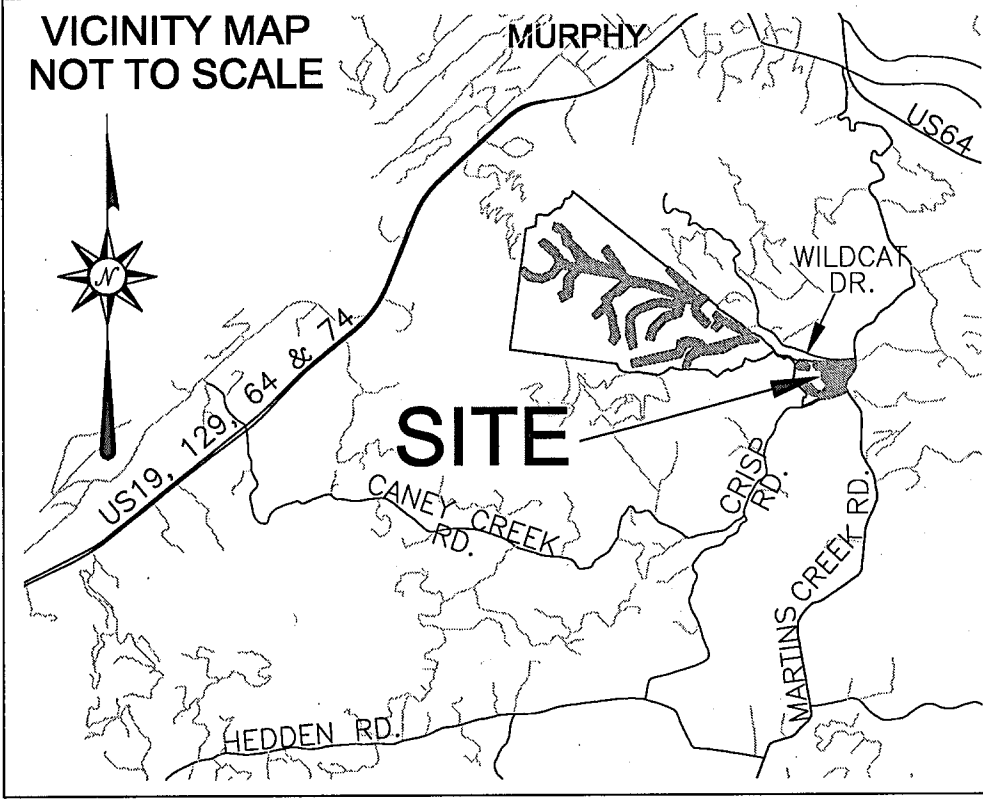 VICINITY MAP
NOT TO SCALE
MURPHY
US64
N
WILDCAT
DR.
US19, 129, 64 & 74
SITE
CRISP
RD.
CANEY CREEK
RD.
MARTINS CREEK RD.
HEDDEN RD.